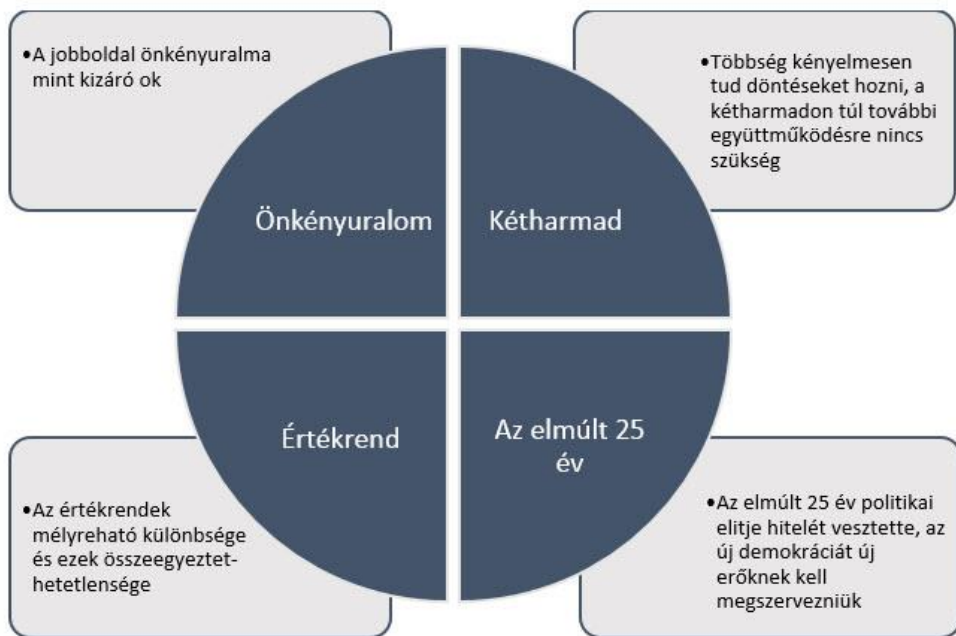 •A jobboldal önkényuralma
mint kizáró ok
•Többség kényelmesen
tud döntéseket hozni, a
kétharmadon túl további
együttműködésre nincs
szükség
Önkényuralom
Kétharmad
Értékrend
Az elmúlt 25
év
•Az értékrendek
mélyreható különbsége
és ezek összeegyeztet-
hetetlensége
•Az elmúlt 25 év politikai
elitje hitelét vesztette, az
új demokráciát új
erőknek kell
megszervezniük